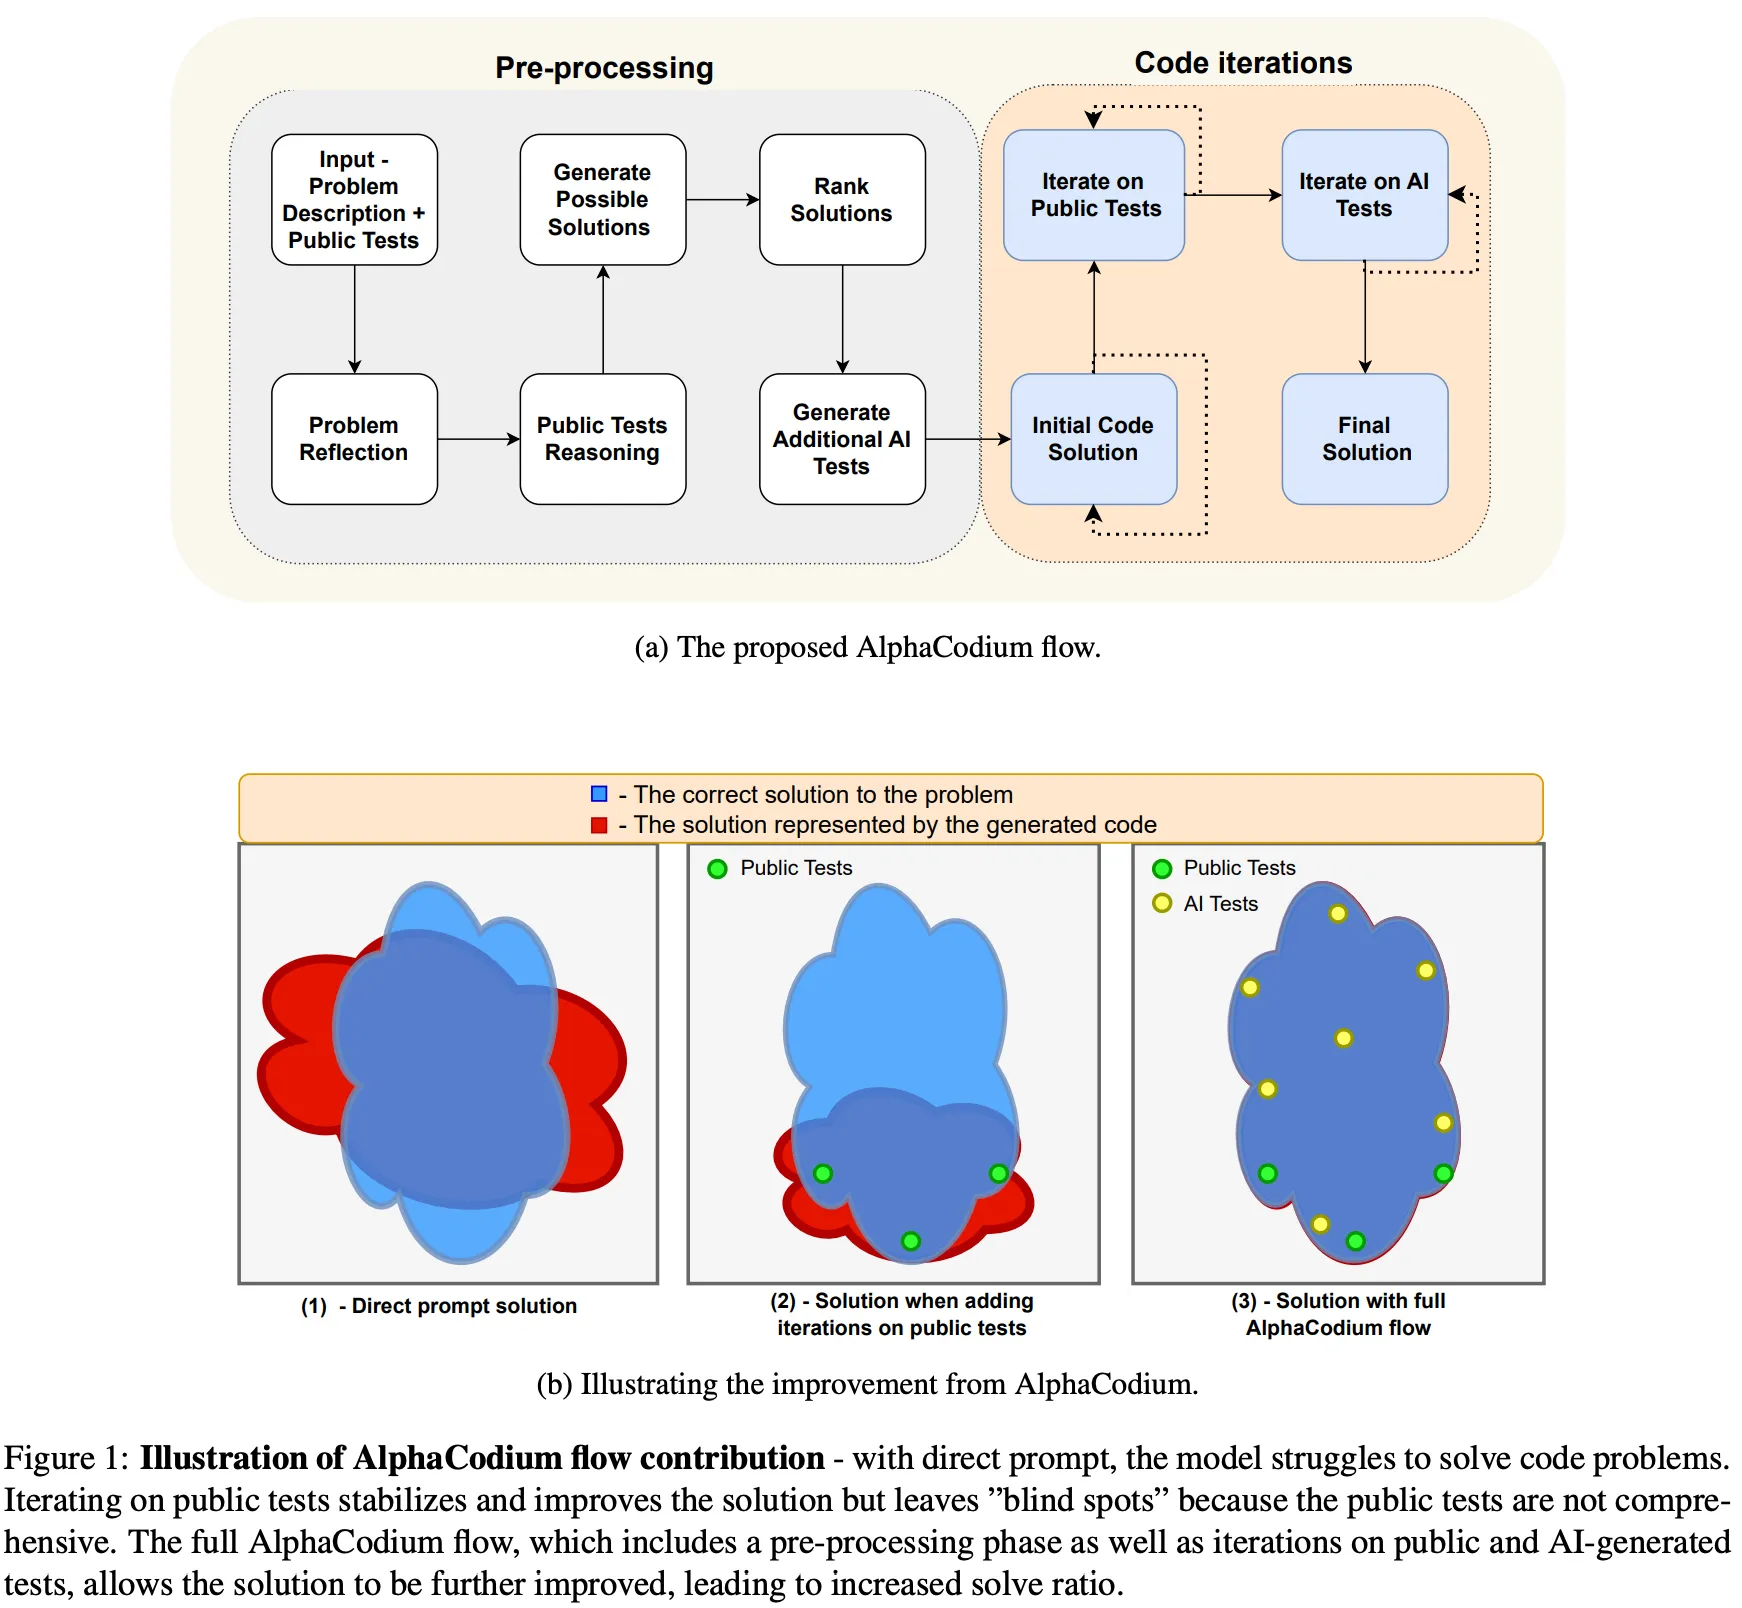 Pre-processing
Code iterations
Input -
Problem
Description +
Public Tests
Generate
Possible
Solutions
Rank
Solutions
Iterate on
Public Tests
Iterate on AI
Tests
Problem
Reflection
Public Tests
Reasoning
Generate
Additional AI
Tests
Initial Code
Solution
Final
Solution
(a) The proposed AlphaCodium flow.
- The correct solution to the problem
- The solution represented by the generated code
Public Tests
Public Tests
AI Tests
(1) - Direct prompt solution
(2) - Solution when adding
iterations on public tests
(3) - Solution with full
AlphaCodium flow
(b) Illustrating the improvement from AlphaCodium.
Figure 1: Illustration of AlphaCodium flow contribution - with direct prompt, the model struggles to solve code problems.
Iterating on public tests stabilizes and improves the solution but leaves ”blind spots” because the public tests are not compre-
hensive. The full AlphaCodium flow, which includes a pre-processing phase as well as iterations on public and AI-generated
tests, allows the solution to be further improved, leading to increased solve ratio.